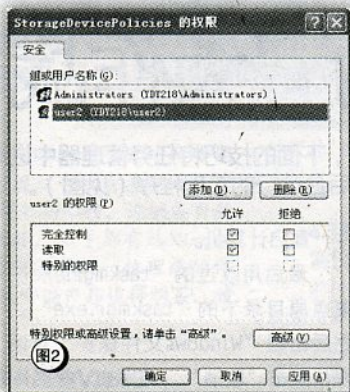 StorageDevicePolicies 的权限
安全
组或用户名称(G):
Administrators (YDT218\Administrators)
user2 (YDT218\user2)
添加(D)
删除(R)
user2 的权限(P)
允许
拒绝
完全控制
读取
特别的权限
特别权限或高级设置，请单击“高级”。
高级(V)
图2
确定
取消
应用(A)